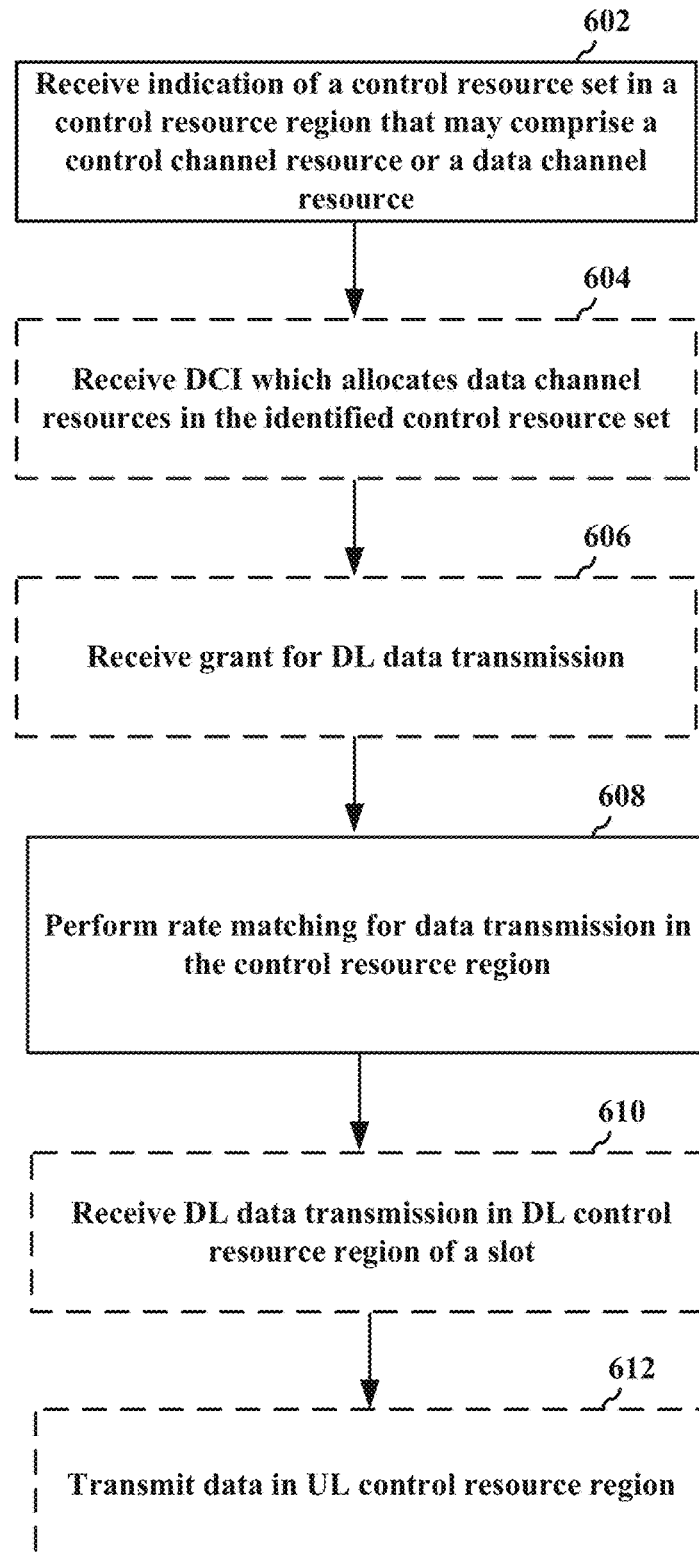 602
Receive indication of a control resource set in a
control resource region that may comprise a
control channel resource or a data channel
resource
604
Receive DCI which allocates data channel
resources in the identified control resource set
606
Receive grant for DL data transmission
608
Perform rate matching for data transmission in
the control resource region
610
Receive DL data transmission in DL control
resource region of a slot
612
Transmit data in UL control resource region